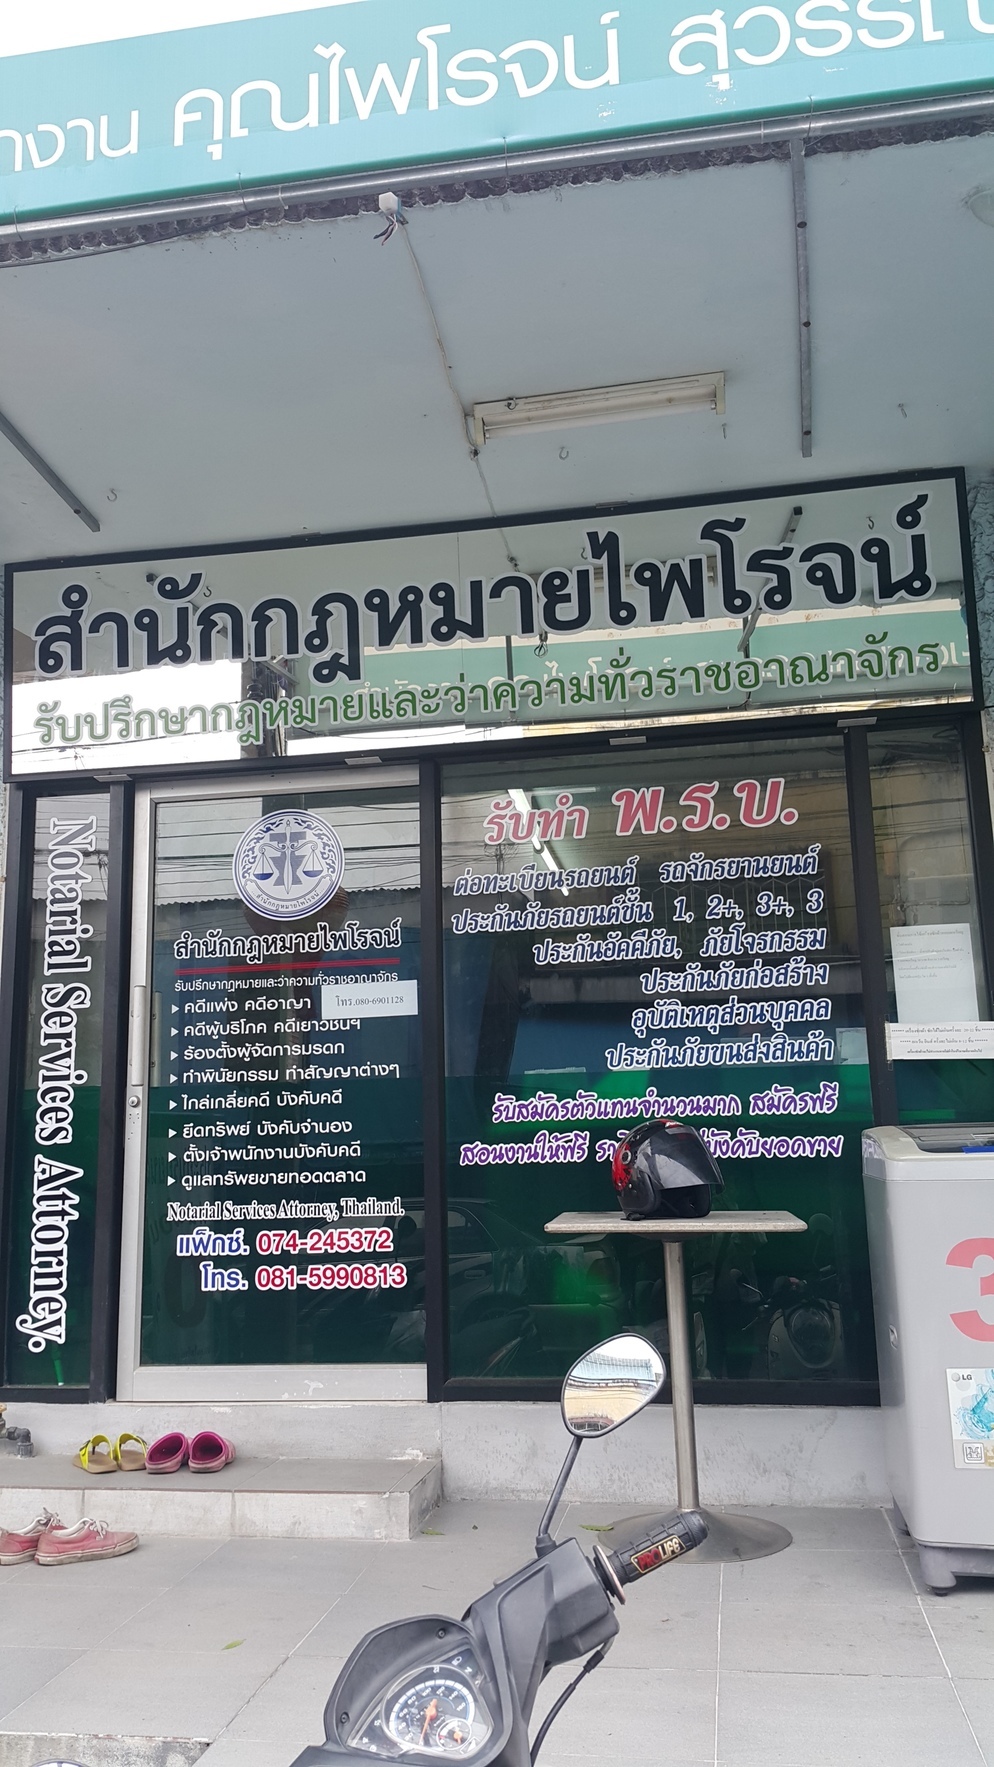 คุณไพโรจน์
สำนักกฎหมายไพโรจน์
รับปรึกษากฎหมายและว่าความทั่วราชอาณาจักร
Notarial Services Attorney.
สำนักกฎหมายไพโรจน์
สำนักกฎหมายไพโรจน์
รับปรึกษากฎหมายและว่าความทั่วราชอาณาจักร
▸ คดีแพ่ง คดีอาญา
โทร.080-6901128
▸ คดีผู้บริโภค คดีเยาวชนฯ
▸ ร้องตั้งผู้จัดการมรดก
▸ ทำพินัยกรรม ทำสัญญาต่างๆ
▸ ไกล่เกลี่ยคดี บังคับคดี
▸ ยึดทรัพย์ บังคับจำนอง
▸ ตั้งเจ้าพนักงานบังคับคดี
▸ ดูแลทรัพยขายทอดตลาด
Notarial Services Attorney, Thailand.
แฟ็กซ์. 074-245372
โทร. 081-5990813
รับทำ พ.ร.บ.
ต่อทะเบียนรถยนต์ รถจักรยานยนต์
ประกันภัยรถยนต์ชั้น 1, 2+, 3+, 3
ประกันอัคคีภัย, ภัยโจรกรรม
ประกันภัยก่อสร้าง
อุบัติเหตุส่วนบุคคล
ประกันภัยขนส่งสินค้า
รับสมัครตัวแทนจำนวนมาก สมัครฟรี
สอนงานให้ฟรี
LG
3
PROLIFE